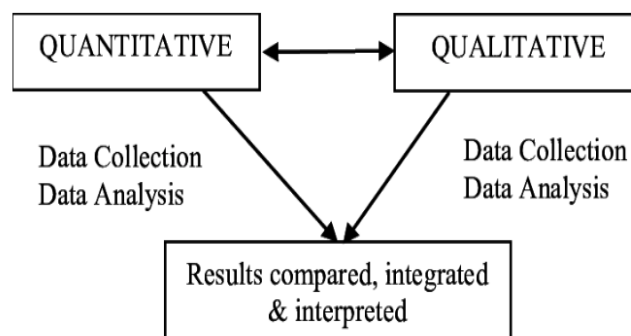 QUANTITATIVE
QUALITATIVE
Data Collection
Data Analysis
Data Collection
Data Analysis
Results compared, integrated
& interpreted